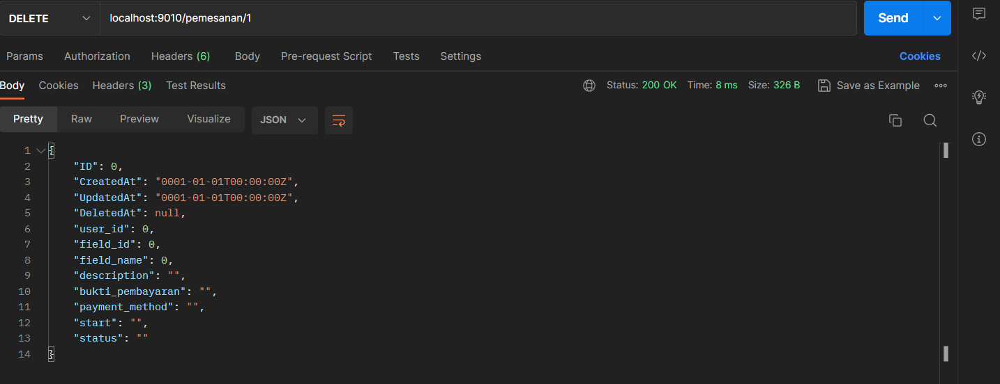 DELETE localhost:9010/pemesanan/1 Send
Params Authorization Headers (6) Body Pre-request Script Tests Settings Cookies
Body Cookies Headers (3) Test Results Status: 200 OK Time: 8 ms Size: 326 B Save as Example
Pretty Raw Preview Visualize JSON
1 {
2 "ID": 0,
3 "CreatedAt": "0001-01-01T00:00:00Z",
4 "UpdatedAt": "0001-01-01T00:00:00Z",
5 "DeletedAt": null,
6 "user_id": 0,
7 "field_id": 0,
8 "field_name": 0,
9 "description": "",
10 "bukti_pembayaran": "",
11 "payment_method": "",
12 "start": "",
13 "status": ""
14 }